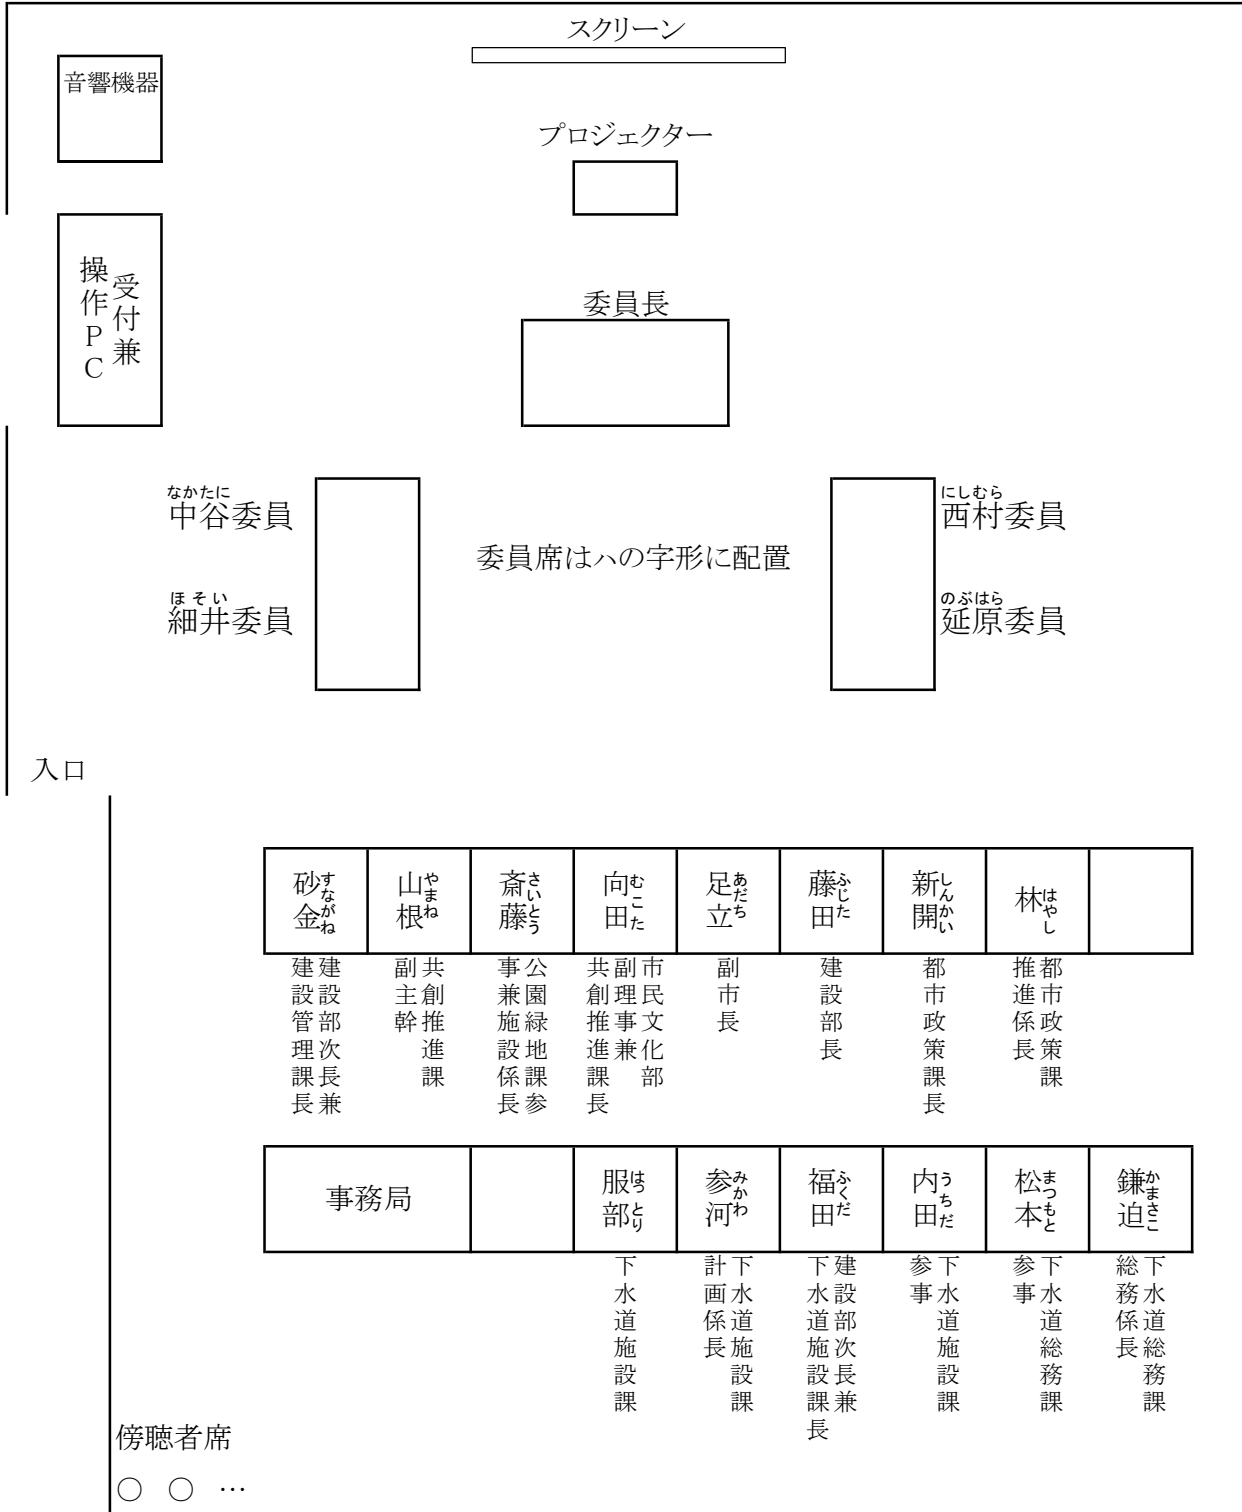 スクリーン
音響機器
プロジェクター
受付兼
操作PC
委員長
なかたに
中谷委員
にしむら
西村委員
委員席はハの字形に配置
ほそい
細井委員
のぶはら
延原委員
入口
砂金
すながね
山根
やまね
斎藤
さいとう
向田
むこた
足立
あだち
藤田
ふじた
新開
しんかい
林
はやし
建設部次長兼
建設管理課長
共創推進課
副主幹
公園緑地課参
事兼施設係長
市民文化部
副理事兼
共創推進課長
副市長
建設部長
都市政策課長
都市政策課
推進係長
事務局
服部
はっとり
参河
みかわ
福田
ふくだ
内田
うちだ
松本
まつもと
鎌迫
かまさこ
下水道施設課
下水道施設課
計画係長
建設部次長兼
下水道施設課長
下水道施設課
参事
下水道総務課
参事
下水道総務課
総務係長
傍聴者席
○ ○ …